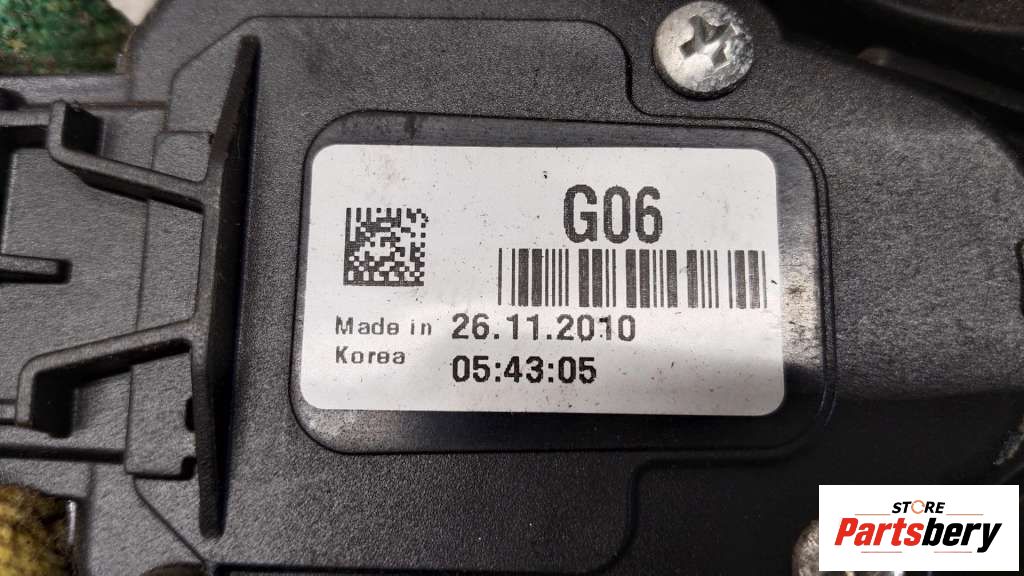 G06
Made in 26.11.2010
Korea 05:43:05
STORE
Partsbery